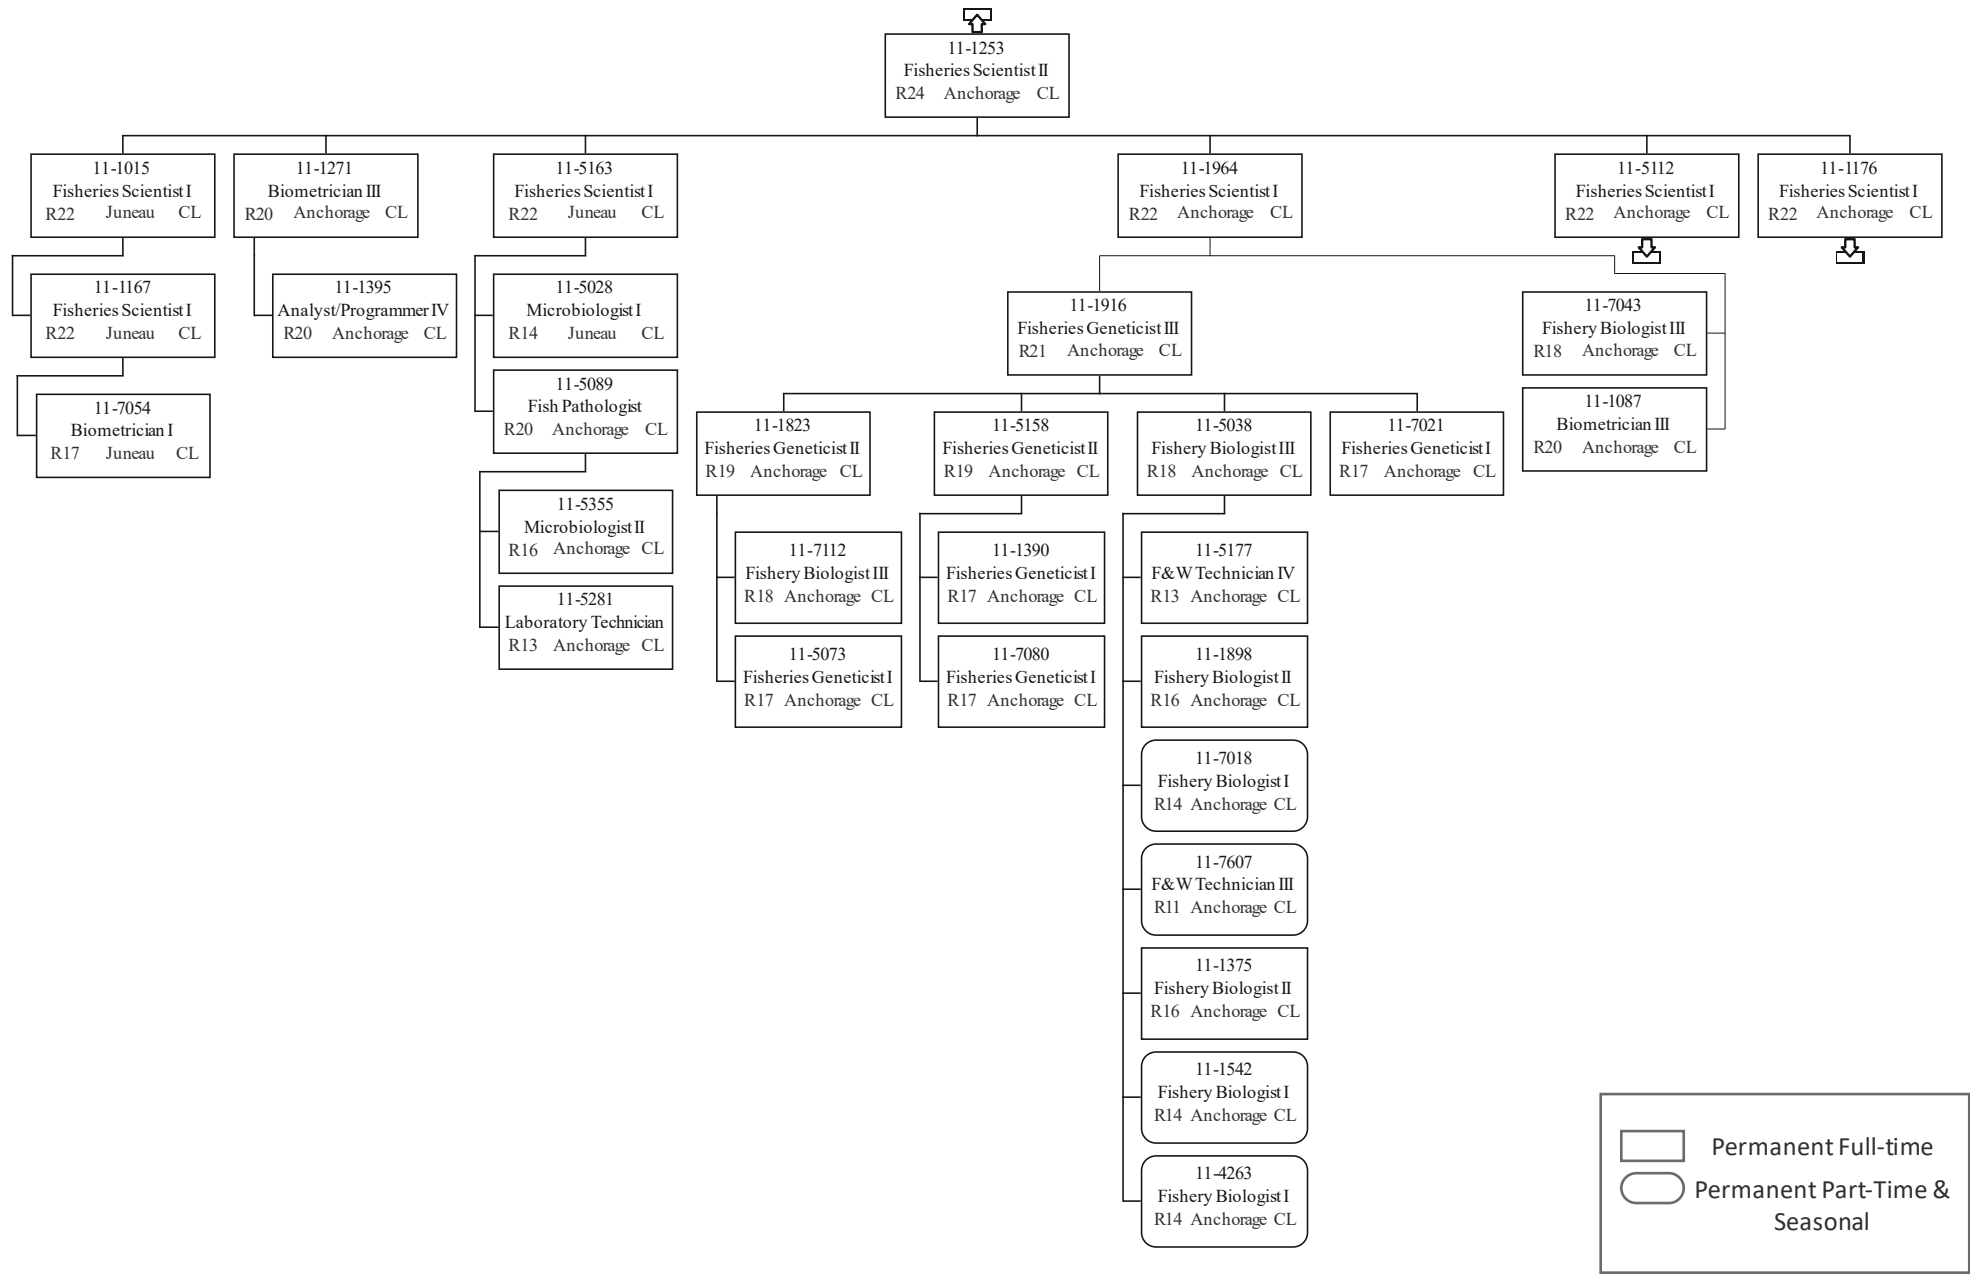 11-1253
Fisheries Scientist II
R24 Anchorage CL
11-1015
Fisheries Scientist I
R22 Juneau CL
11-1271
Biometrician III
R20 Anchorage CL
11-5163
Fisheries Scientist I
R22 Juneau CL
11-1964
Fisheries Scientist I
R22 Anchorage CL
11-5112
Fisheries Scientist I
R22 Anchorage CL
11-1176
Fisheries Scientist I
R22 Anchorage CL
11-1167
Fisheries Scientist I
R22 Juneau CL
11-1395
Analyst/Programmer IV
R20 Anchorage CL
11-5028
Microbiologist I
R14 Juneau CL
11-1916
Fisheries Geneticist III
R21 Anchorage CL
11-7043
Fishery Biologist III
R18 Anchorage CL
11-7054
Biometrician I
R17 Juneau CL
11-5089
Fish Pathologist
R20 Anchorage CL
11-1087
Biometrician III
R20 Anchorage CL
11-1823
Fisheries Geneticist II
R19 Anchorage CL
11-5158
Fisheries Geneticist II
R19 Anchorage CL
11-5038
Fishery Biologist III
R18 Anchorage CL
11-7021
Fisheries Geneticist I
R17 Anchorage CL
11-5355
Microbiologist II
R16 Anchorage CL
11-5281
Laboratory Technician
R13 Anchorage CL
11-7112
Fishery Biologist III
R18 Anchorage CL
11-5073
Fisheries Geneticist I
R17 Anchorage CL
11-1390
Fisheries Geneticist I
R17 Anchorage CL
11-7080
Fisheries Geneticist I
R17 Anchorage CL
11-5177
F&W Technician IV
R13 Anchorage CL
11-1898
Fishery Biologist II
R16 Anchorage CL
11-7018
Fishery Biologist I
R14 Anchorage CL
11-7607
F&W Technician III
R11 Anchorage CL
11-1375
Fishery Biologist II
R16 Anchorage CL
11-1542
Fishery Biologist I
R14 Anchorage CL
11-4263
Fishery Biologist I
R14 Anchorage CL
Permanent Full-time
Permanent Part-Time &
Seasonal